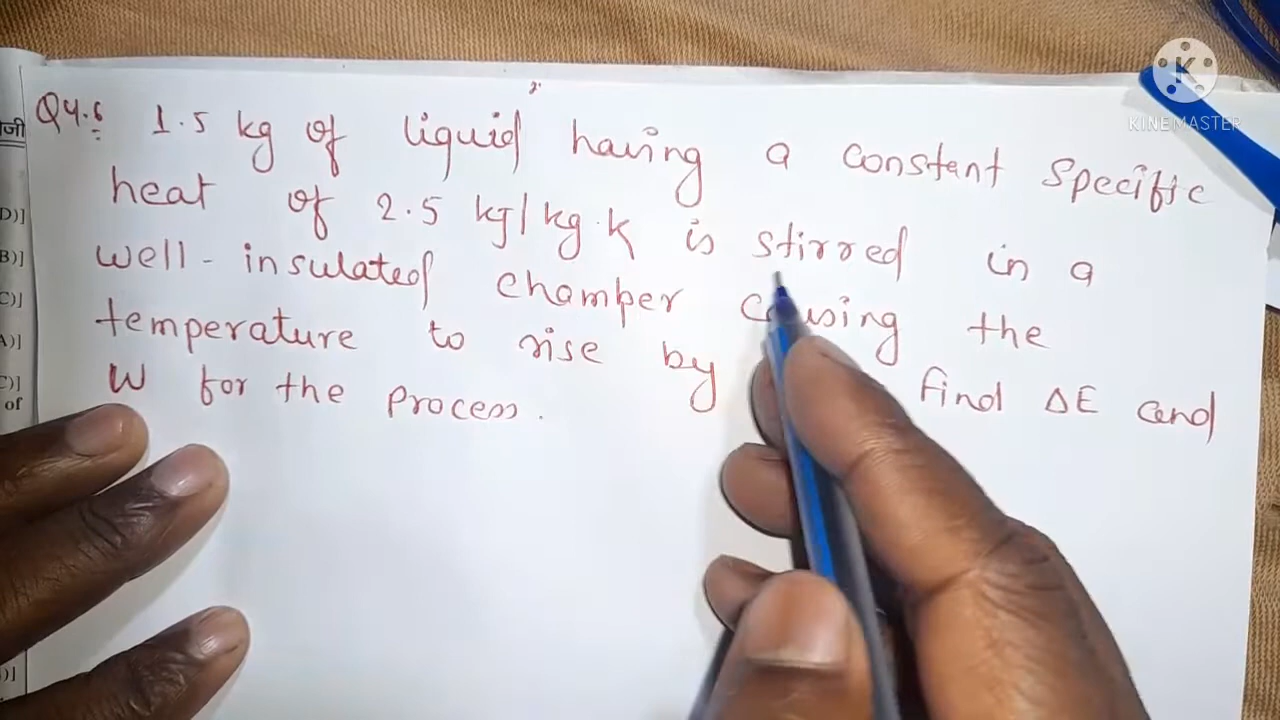 Q4.6 1.5 kg of liquid having a constant specific
heat of 2.5 kJ/kg.K is stirred in a
well-insulated chamber causing the
temperature to rise by find ΔE and
W for the process.
जी
D)]
B)]
C)]
A)]
C)]
of
)]
K
KINEMASTER